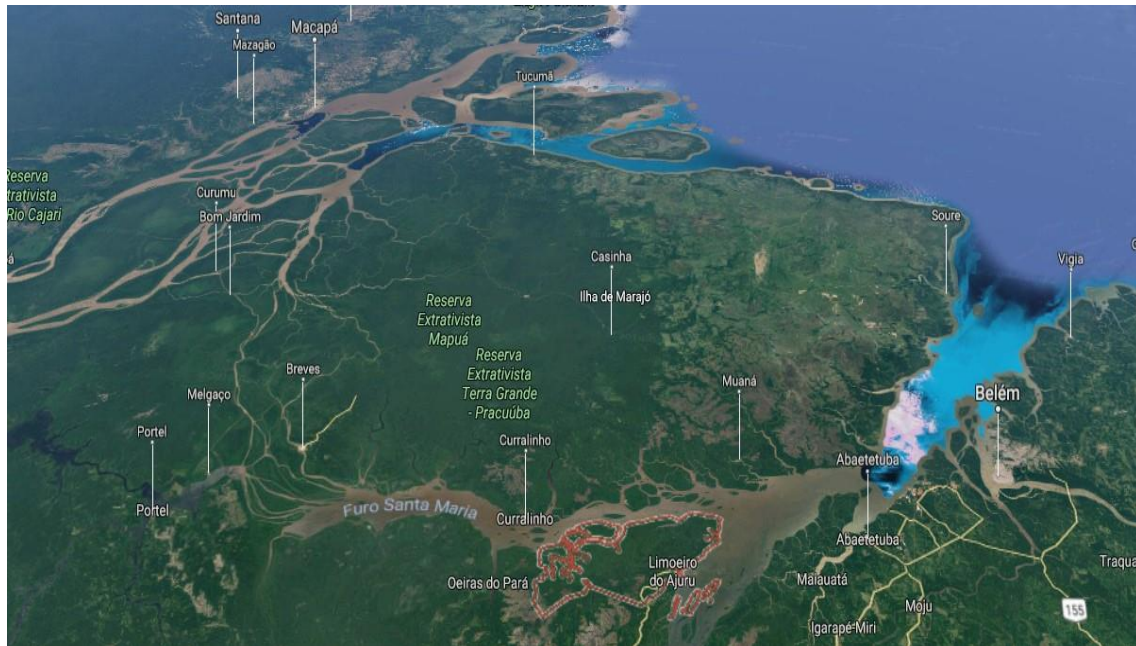 Santana
Macapá
Mazagão
Tucumã
Reserva
Extrativista
Rio Cajari
Curumu
Bom Jardim
Soure
Casinha
Vigia
Ilha de Marajó
Reserva
Extrativista
Mapuá
Reserva
Extrativista
Terra Grande
- Pracuúba
Breves
Melgaço
Muaná
Belém
Portel
Curralinho
Abaetetuba
Portel
Furo Santa Maria
Curralinho
Abaetetuba
Oeiras do Pará
Limoeiro
do Ajuru
Maiauatá
Traqua
Moju
155
Igarapé-Miri